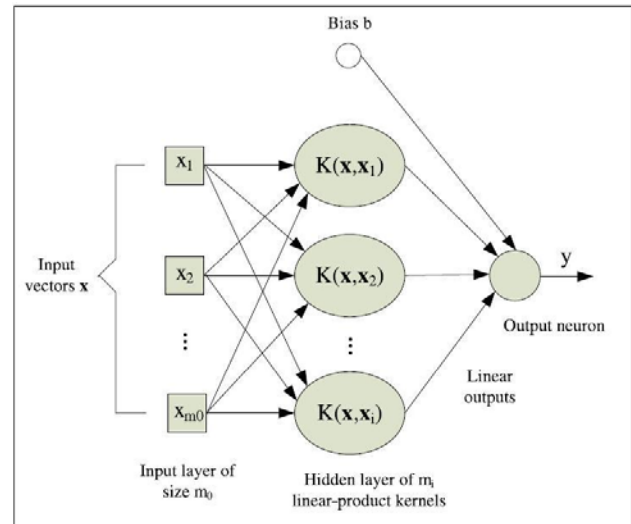 Bias b
x1
K(x,x1)
Input
vectors x
x2
K(x,x2)
y
Output neuron
...
...
Linear
outputs
xm0
K(x,xi)
Input layer of
size m0
Hidden layer of mi
linear-product kernels